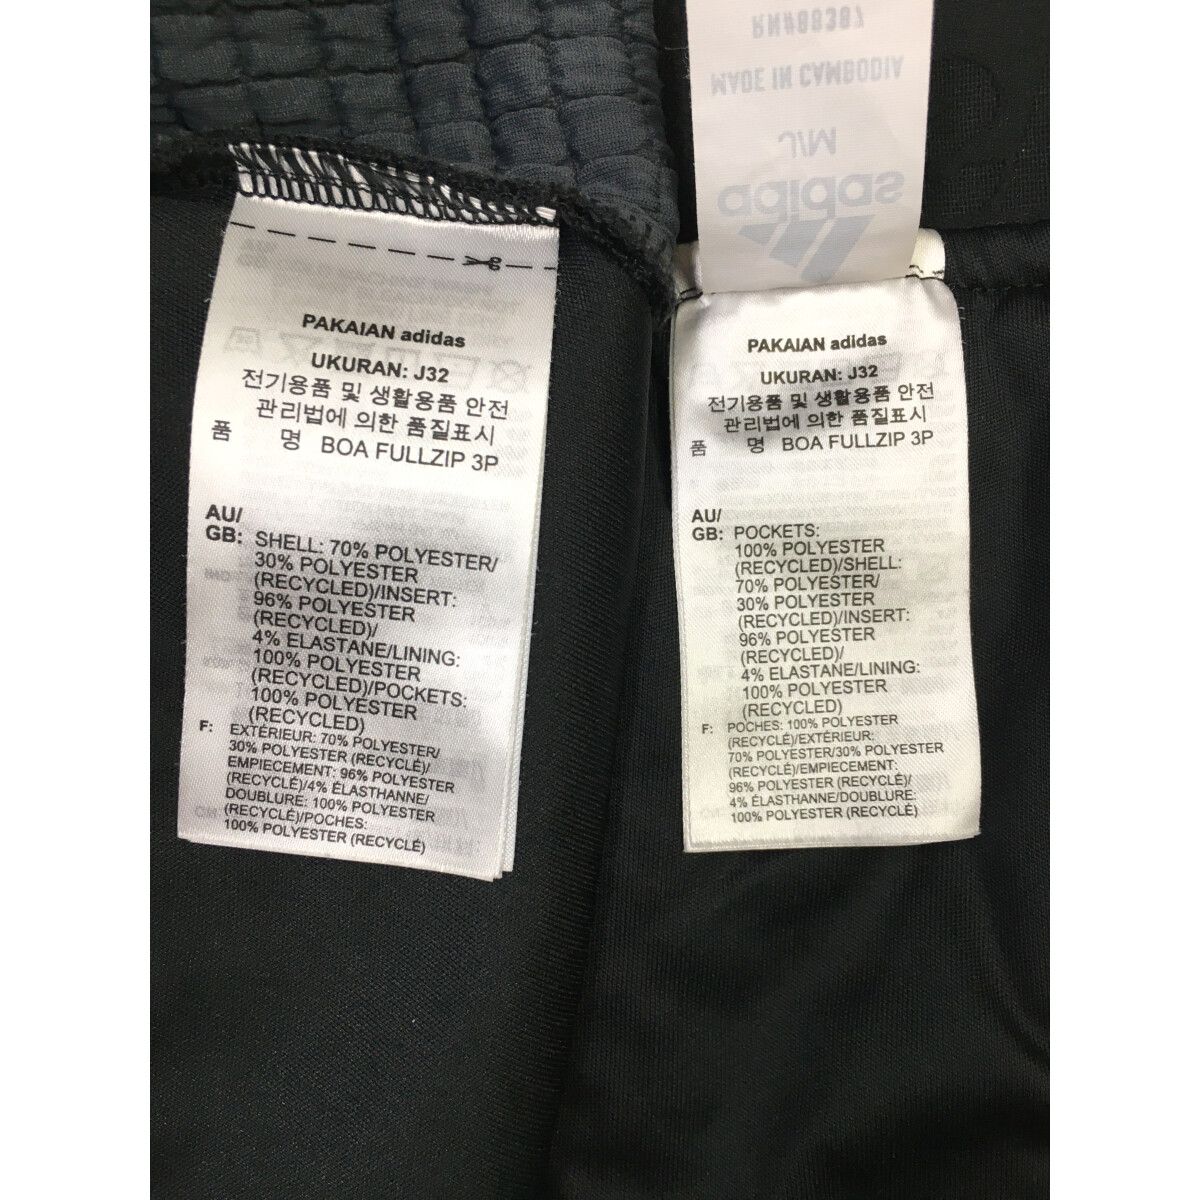 PAKAIAN adidas
UKURAN: J32
전기용품 및 생활용품 안전
관리법에 의한 품질표시
품 명 BOA FULLZIP 3P
AU/
GB: SHELL: 70% POLYESTER/
30% POLYESTER
(RECYCLED)/INSERT:
96% POLYESTER
(RECYCLED)/
4% ELASTANE/LINING:
100% POLYESTER
(RECYCLED)/POCKETS:
100% POLYESTER
(RECYCLED)
F: EXTÉRIEUR: 70% POLYESTER/
30% POLYESTER (RECYCLÉ)/
EMPIECEMENT: 96% POLYESTER
(RECYCLÉ)/4% ÉLASTHANNE/
DOUBLURE: 100% POLYESTER
(RECYCLÉ)/POCHES:
100% POLYESTER (RECYCLÉ)
RN#88387
MADE IN CAMBODIA
M/C
adidas
PAKAIAN adidas
UKURAN: J32
전기용품 및 생활용품 안전
관리법에 의한 품질표시
품 명 BOA FULLZIP 3P
AU/
GB: POCKETS:
100% POLYESTER
(RECYCLED)/SHELL:
70% POLYESTER/
30% POLYESTER
(RECYCLED)/INSERT:
96% POLYESTER
(RECYCLED)/
4% ELASTANE/LINING:
100% POLYESTER
(RECYCLED)
F: POCHES: 100% POLYESTER
(RECYCLÉ)/EXTÉRIEUR:
70% POLYESTER/30% POLYESTER
(RECYCLÉ)/EMPIECEMENT:
96% POLYESTER (RECYCLÉ)/
4% ÉLASTHANNE/DOUBLURE:
100% POLYESTER (RECYCLÉ)